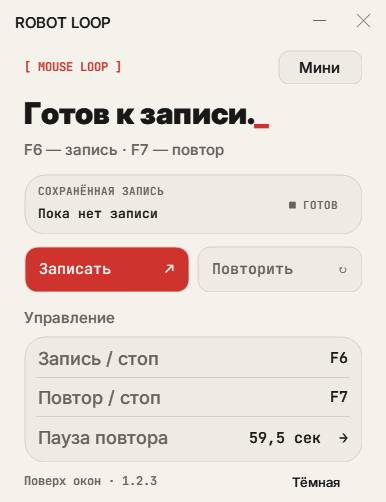 ROBOT LOOP
[ MOUSE LOOP ]
Мини
Готов к записи._
F6 — запись · F7 — повтор
СОХРАНЁННАЯ ЗАПИСЬ
Пока нет записи
■ ГОТОВ
Записать ↗
Повторить ↻
Управление
Запись / стоп F6
Повтор / стоп F7
Пауза повтора 59,5 сек →
Поверх окон · 1.2.3
Тёмная